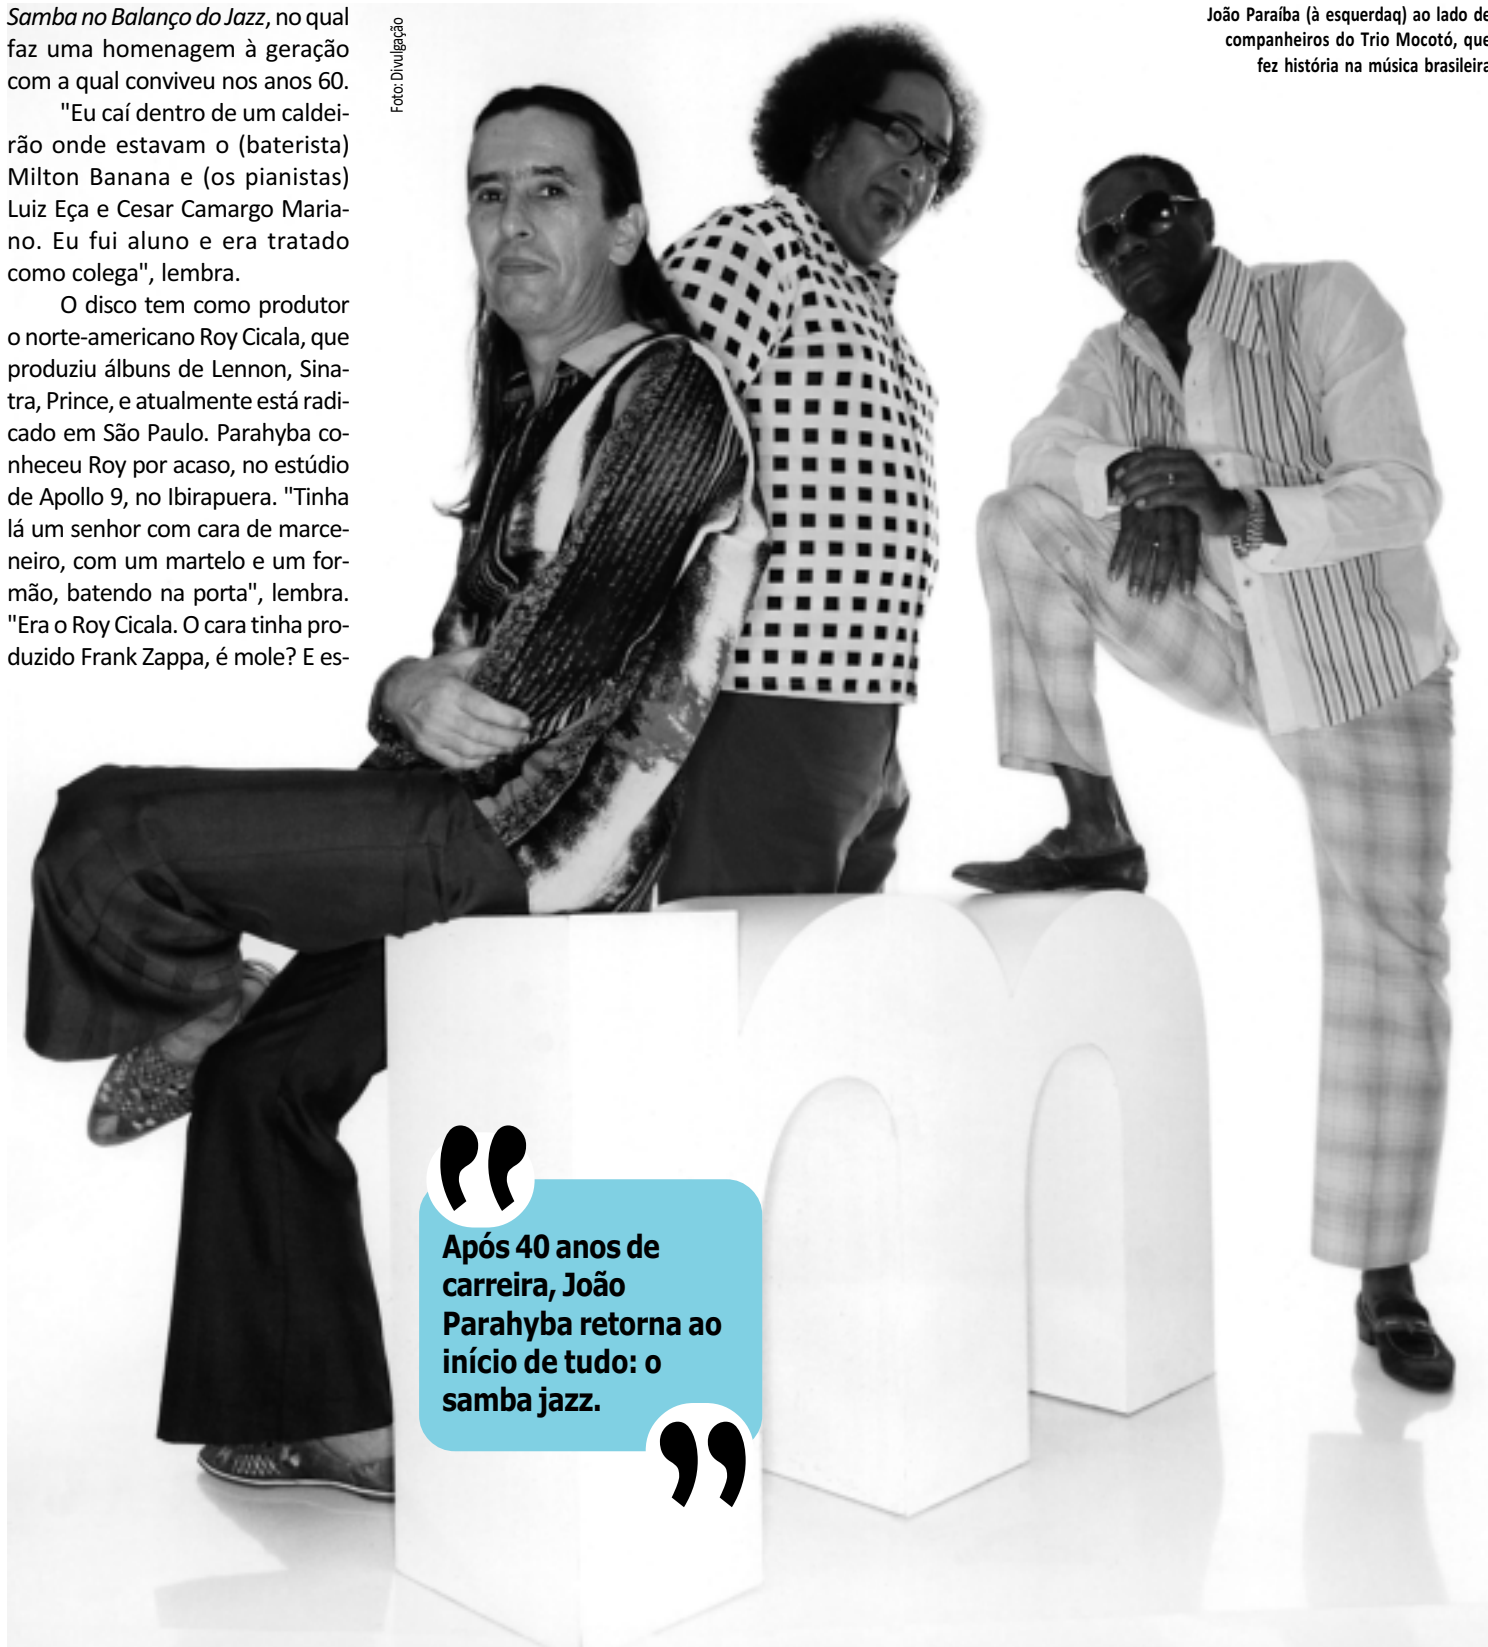 Samba no Balanço do Jazz, no qual
faz uma homenagem à geração
com a qual conviveu nos anos 60.
"Eu caí dentro de um caldei-
rão onde estavam o (baterista)
Milton Banana e (os pianistas)
Luiz Eça e Cesar Camargo Maria-
no. Eu fui aluno e era tratado
como colega", lembra.
O disco tem como produtor
o norte-americano Roy Cicala, que
produziu álbuns de Lennon, Sina-
tra, Prince, e atualmente está radi-
cado em São Paulo. Parahyba co-
nheceu Roy por acaso, no estúdio
de Apollo 9, no Ibirapuera. "Tinha
lá um senhor com cara de marce-
neiro, com um martelo e um for-
mão, batendo na porta", lembra.
"Era o Roy Cicala. O cara tinha pro-
duzido Frank Zappa, é mole? E es-
Foto: Divulgação
João Paraíba (à esquerdaq) ao lado de
companheiros do Trio Mocotó, que
fez história na música brasileira
Após 40 anos de
carreira, João
Parahyba retorna ao
início de tudo: o
samba jazz.